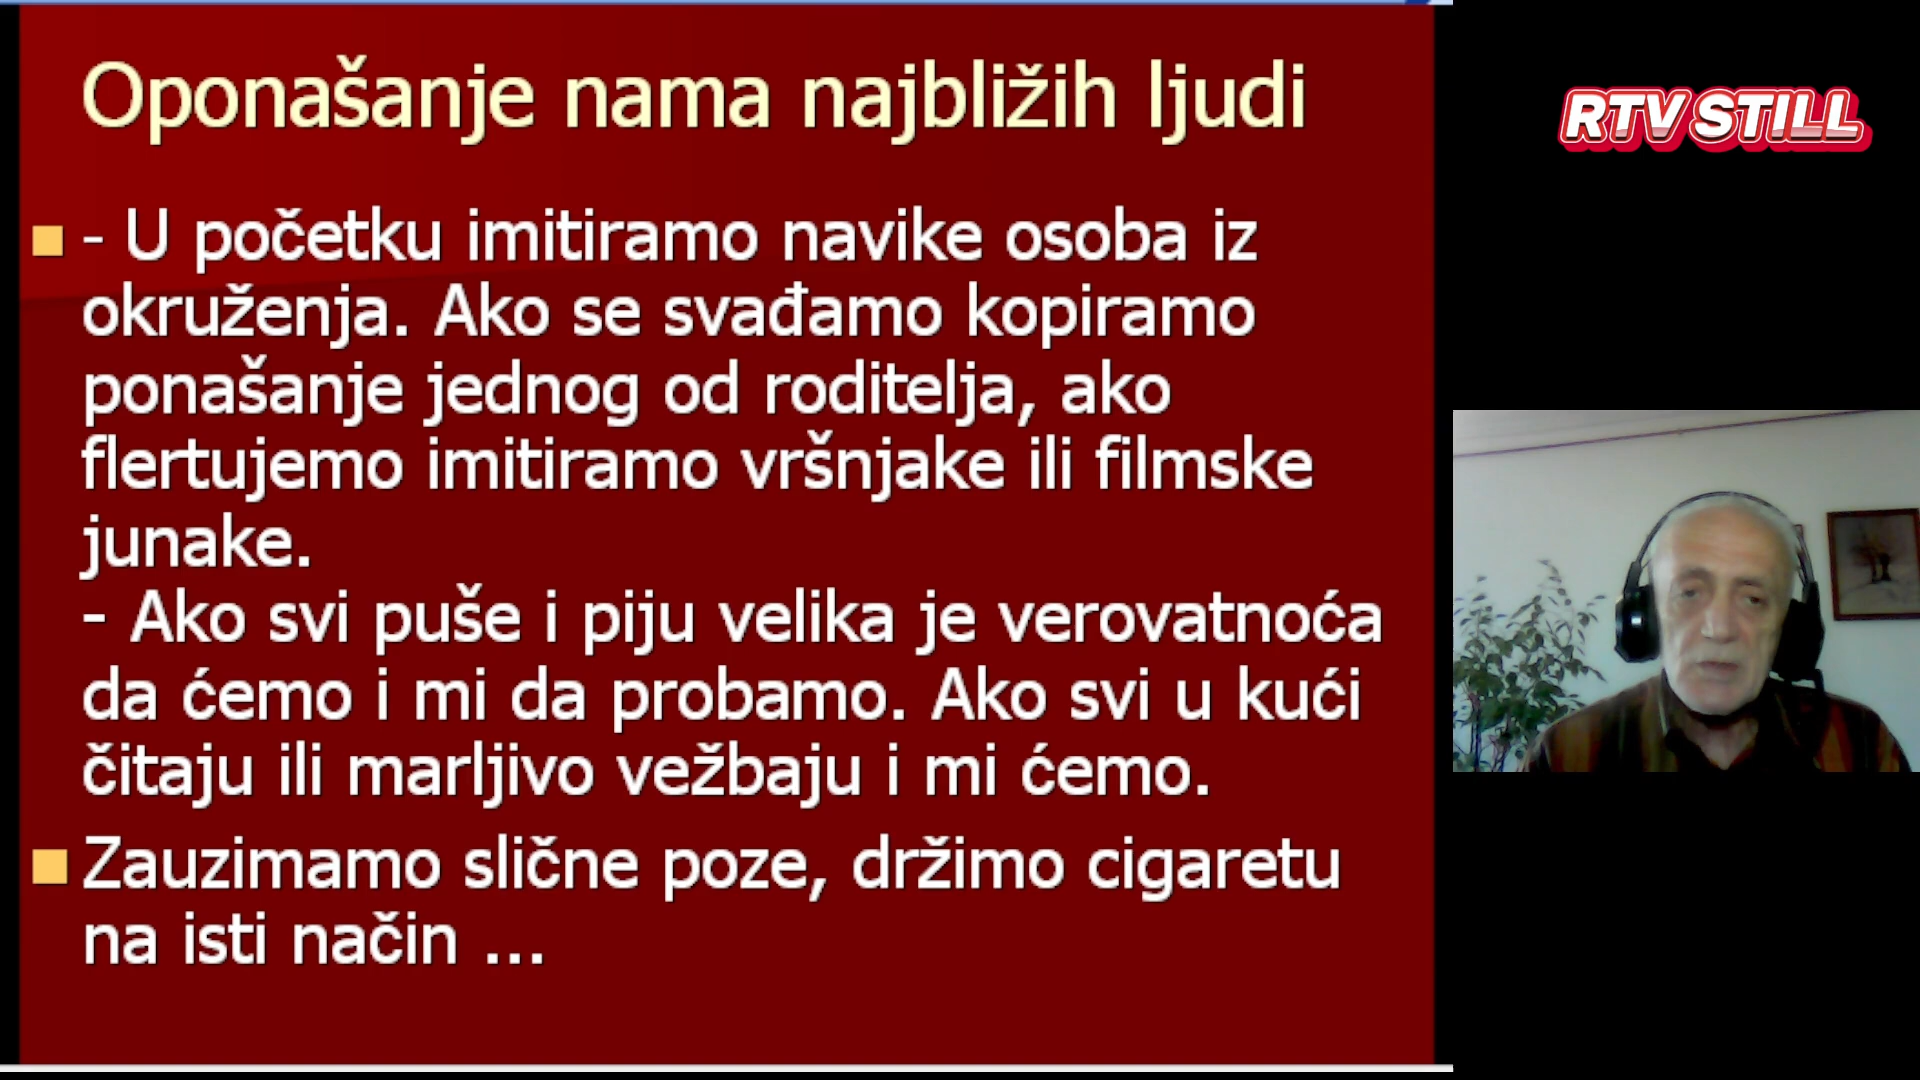 Oponašanje nama najbližih ljudi
RTV STILL
- U početku imitiramo navike osoba iz
okruženja. Ako se svađamo kopiramo
ponašanje jednog od roditelja, ako
flertujemo imitiramo vršnjake ili filmske
junake.
- Ako svi puše i piju velika je verovatnoća
da ćemo i mi da probamo. Ako svi u kući
čitaju ili marljivo vežbaju i mi ćemo.
Zauzimamo slične poze, držimo cigaretu
na isti način ...